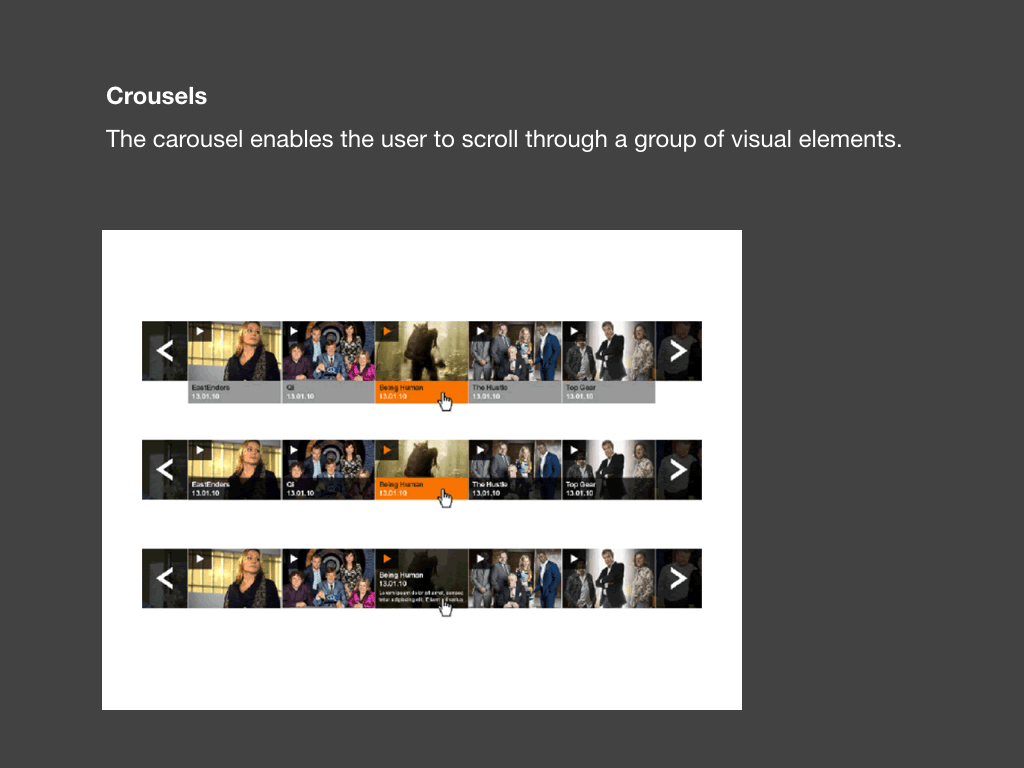 Crousels
The carousel enables the user to scroll through a group of visual elements.
EastEnders
13.01.10
QI
13.01.10
Being Human
13.01.10
The Hustle
13.01.10
Top Gear
13.01.10
EastEnders
13.01.10
QI
13.01.10
Being Human
13.01.10
The Hustle
13.01.10
Top Gear
13.01.10
Being Human
13.01.10
Lorem ipsum dolor sit amet, consec
tetur adipiscing elit.